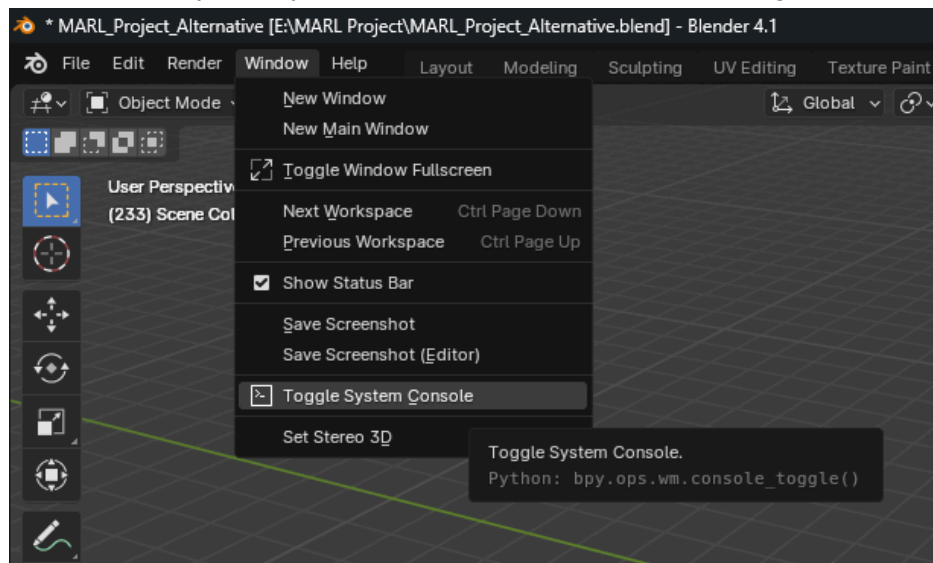 * MARL_Project_Alternative [E:\MARL Project\MARL_Project_Alternative.blend] - Blender 4.1
File Edit Render Window Help Layout Modeling Sculpting UV Editing Texture Paint
Object Mode Global
New Window
New Main Window
Toggle Window Fullscreen
User Perspectiv
(233) Scene Col
Next Workspace Ctrl Page Down
Previous Workspace Ctrl Page Up
Show Status Bar
Save Screenshot
Save Screenshot (Editor)
Toggle System Console
Set Stereo 3D
Toggle System Console.
Python: bpy.ops.wm.console_toggle()